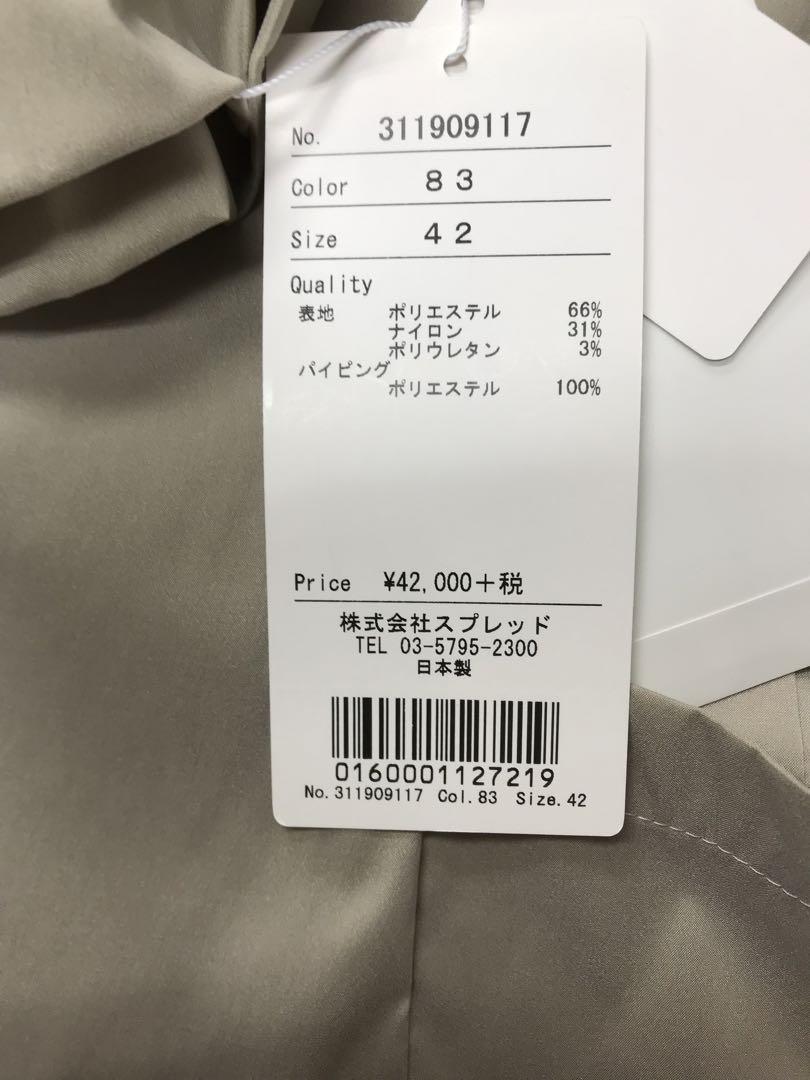 No. 311909117
Color 83
Size 42
Quality
表地 ポリエステル 66%
ナイロン 31%
ポリウレタン 3%
パイピング
ポリエステル 100%
Price ¥42,000+税
株式会社スプレッド
TEL 03-5795-2300
日本製
0160001127219
No.311909117 Col.83 Size.42